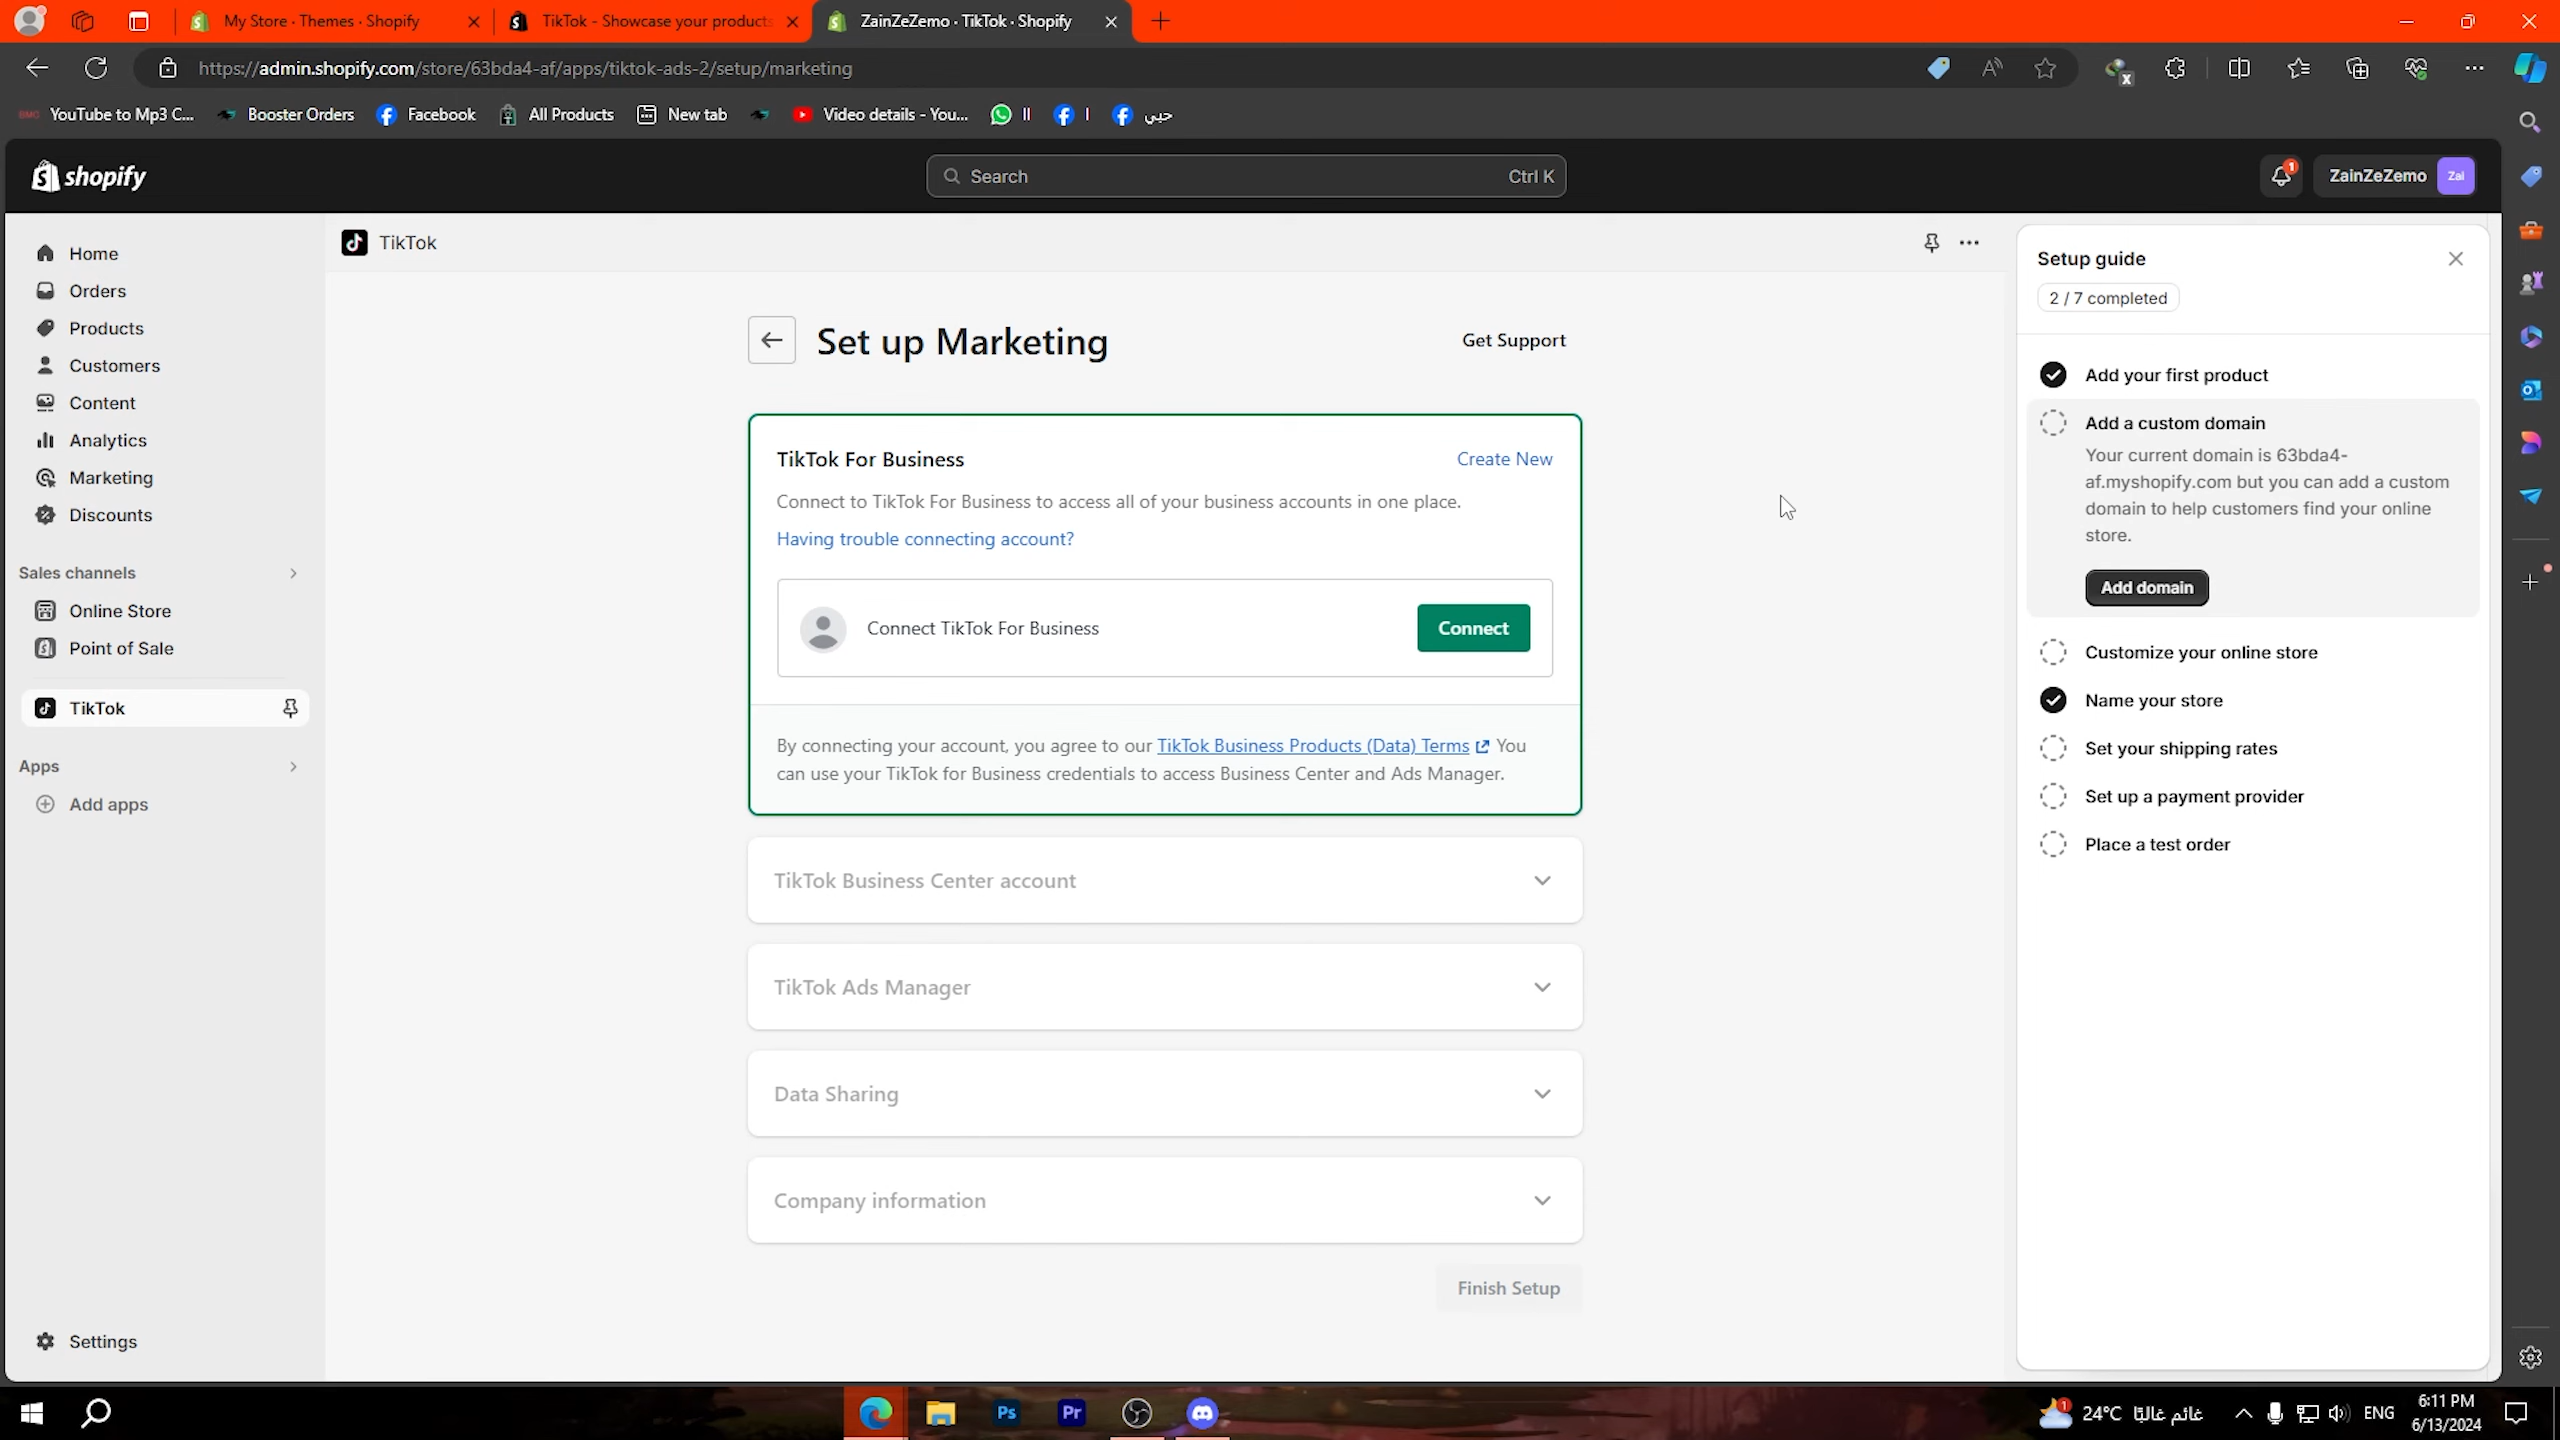 My Store · Themes · Shopify
TikTok - Showcase your products
ZainZeZemo · TikTok · Shopify
https://admin.shopify.com/store/63bda4-af/apps/tiktok-ads-2/setup/marketing
YouTube to Mp3 C...
Booster Orders
Facebook
All Products
New tab
Video details - You...
II
I
حبي
shopify
Search
Ctrl K
1
ZainZeZemo
Zai
Home
Orders
Products
Customers
Content
Analytics
Marketing
Discounts
Sales channels
Online Store
Point of Sale
TikTok
Apps
Add apps
Settings
TikTok
Set up Marketing
Get Support
TikTok For Business
Create New
Connect to TikTok For Business to access all of your business accounts in one place.
Having trouble connecting account?
Connect TikTok For Business
Connect
By connecting your account, you agree to our TikTok Business Products (Data) Terms You
can use your TikTok for Business credentials to access Business Center and Ads Manager.
TikTok Business Center account
TikTok Ads Manager
Data Sharing
Company information
Finish Setup
Setup guide
2 / 7 completed
Add your first product
Add a custom domain
Your current domain is 63bda4-
af.myshopify.com but you can add a custom
domain to help customers find your online
store.
Add domain
Customize your online store
Name your store
Set your shipping rates
Set up a payment provider
Place a test order
Ps
Pr
1
24°C غائم غالبًا
ENG
6:11 PM
6/13/2024